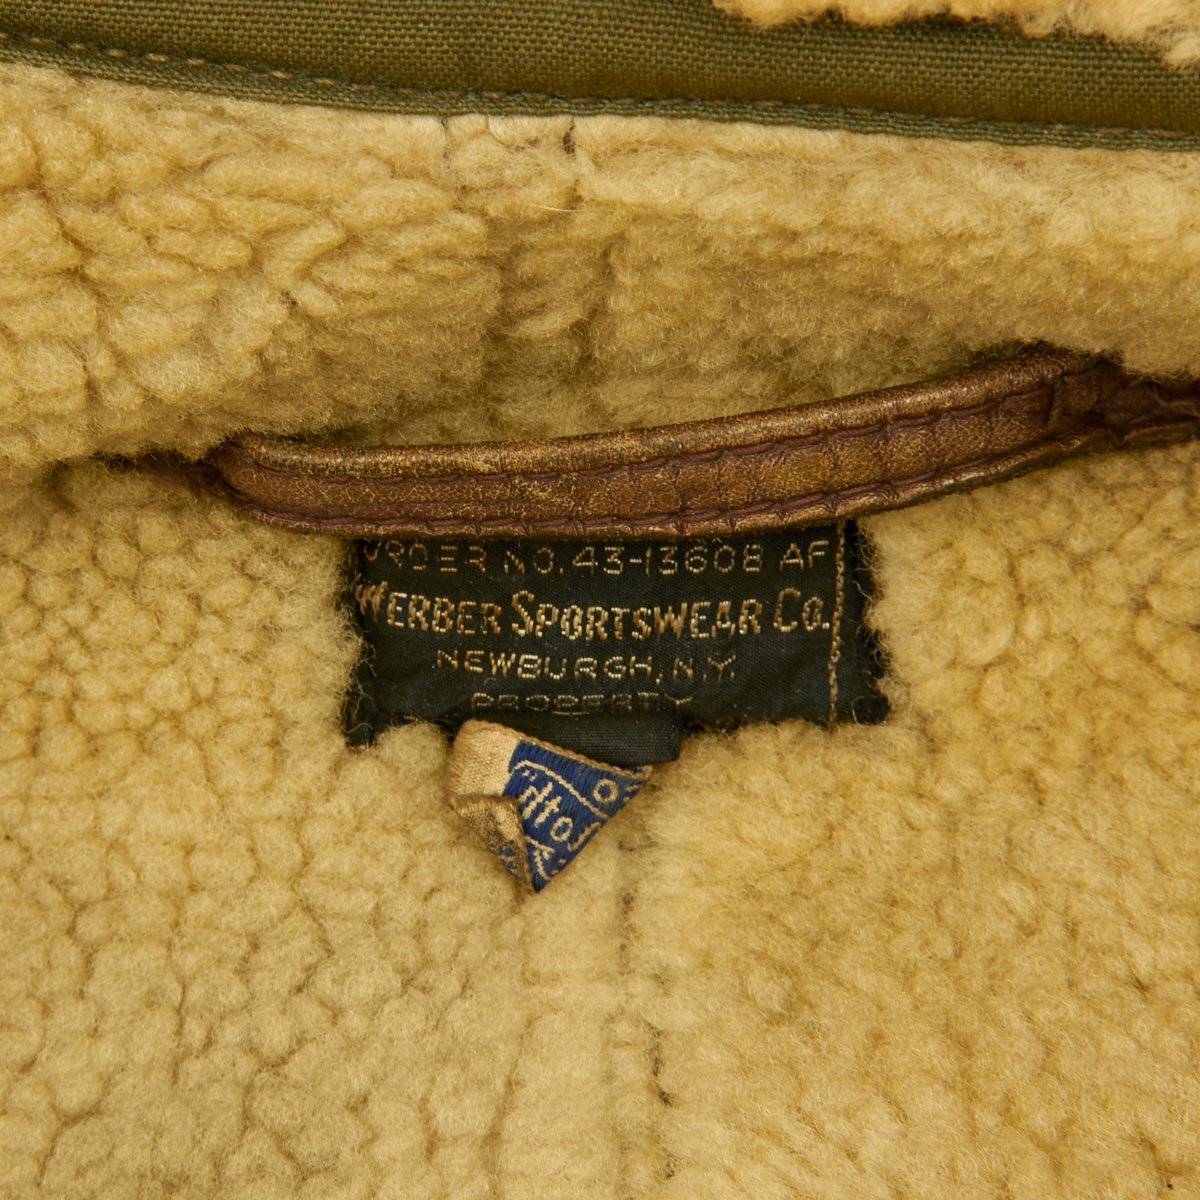 ORDER NO. 43-13608 AF
WERBER SPORTSWEAR CO.
NEWBURGH, N.Y.
PROPERTY